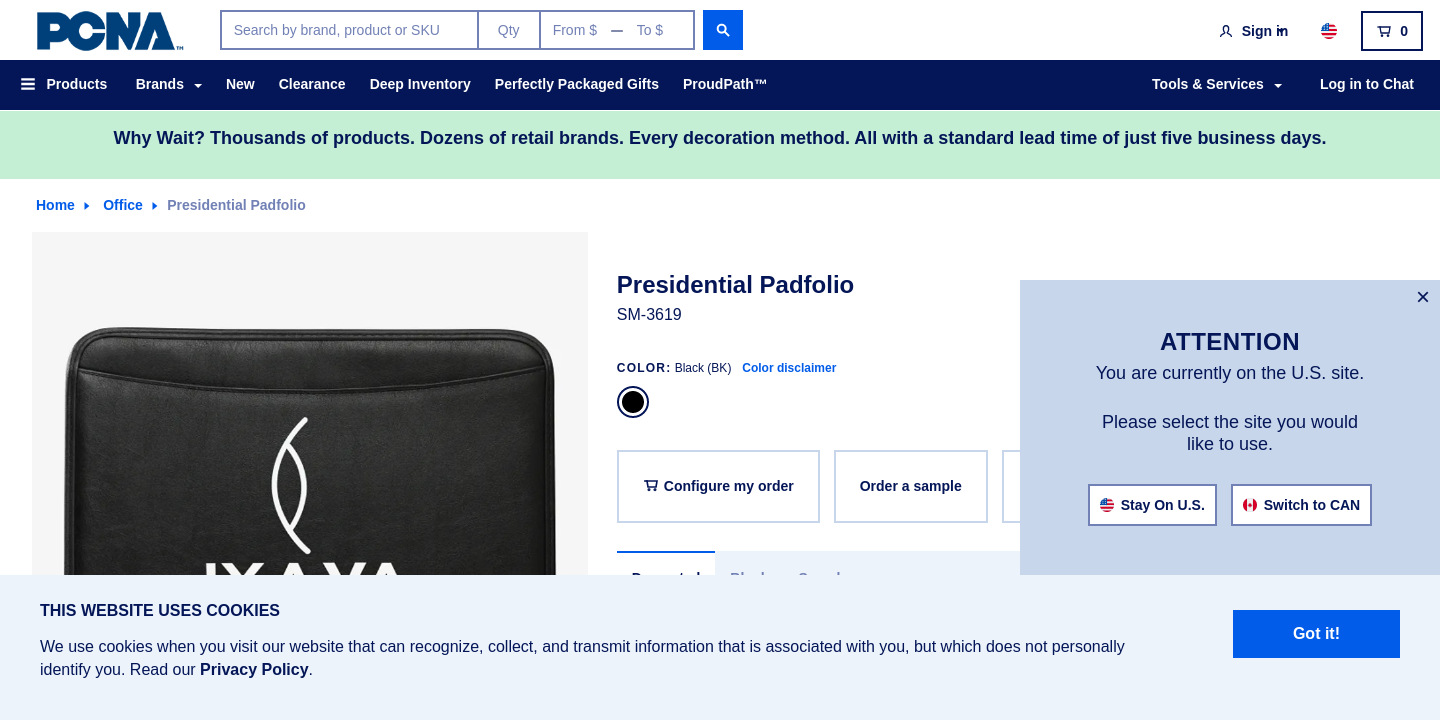 PCNA™
Search by brand, product or SKU
Qty
From $ — To $
Sign in
0
Products
Brands
New
Clearance
Deep Inventory
Perfectly Packaged Gifts
ProudPath™
Tools & Services
Log in to Chat
Why Wait? Thousands of products. Dozens of retail brands. Every decoration method. All with a standard lead time of just five business days.
Home
Office
Presidential Padfolio
Presidential Padfolio
SM-3619
COLOR: Black (BK) Color disclaimer
Configure my order
Order a sample
×
ATTENTION
You are currently on the U.S. site.
Please select the site you would
like to use.
Stay On U.S.
Switch to CAN
THIS WEBSITE USES COOKIES
We use cookies when you visit our website that can recognize, collect, and transmit information that is associated with you, but which does not personally
identify you. Read our Privacy Policy.
Got it!